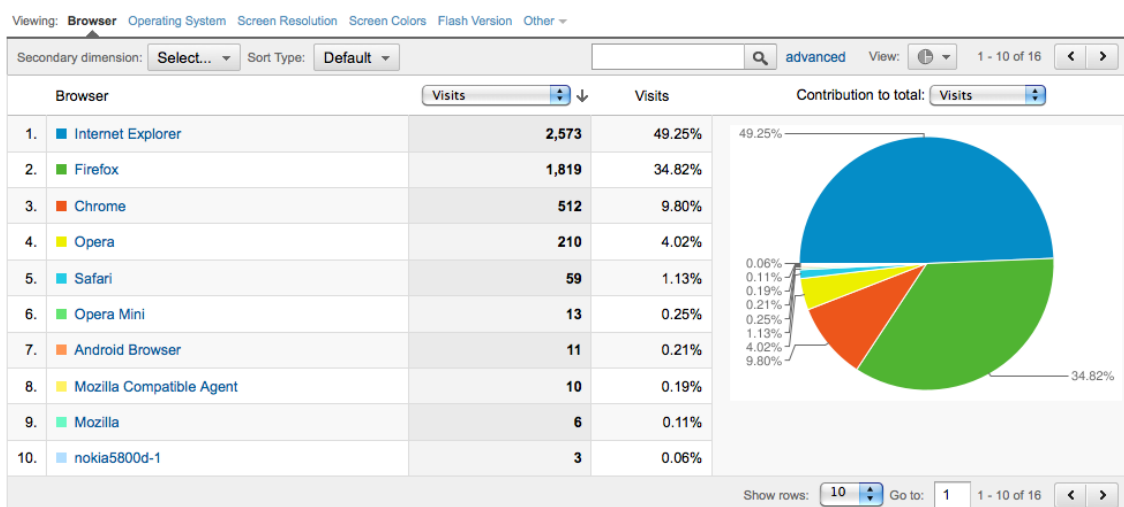 Viewing: Browser Operating System Screen Resolution Screen Colors Flash Version Other
Secondary dimension: Select... Sort Type: Default advanced View: 1 - 10 of 16
Browser Visits Visits Contribution to total: Visits
1. Internet Explorer 2,573 49.25%
2. Firefox 1,819 34.82%
3. Chrome 512 9.80%
4. Opera 210 4.02%
5. Safari 59 1.13%
6. Opera Mini 13 0.25%
7. Android Browser 11 0.21%
8. Mozilla Compatible Agent 10 0.19%
9. Mozilla 6 0.11%
10. nokia5800d-1 3 0.06%
49.25%
0.06%
0.11%
0.19%
0.21%
0.25%
1.13%
4.02%
9.80%
34.82%
Show rows: 10 Go to: 1 1 - 10 of 16